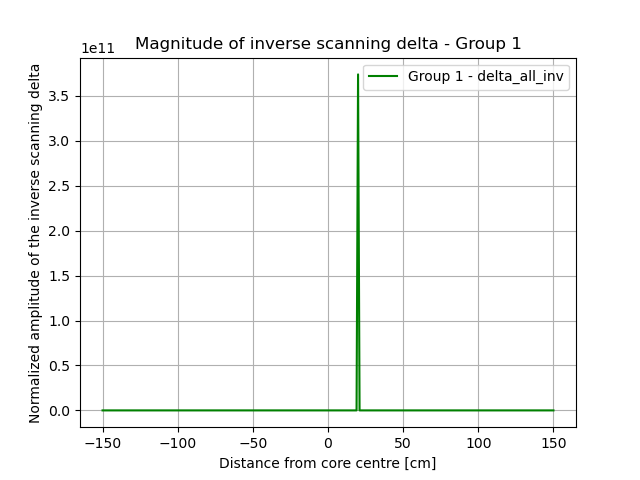 Magnitude of inverse scanning delta - Group 1
1e11
Group 1 - delta_all_inv
Normalized amplitude of the inverse scanning delta
3.5
3.0
2.5
2.0
1.5
1.0
0.5
0.0
−150 −100 −50 0 50 100 150
Distance from core centre [cm]